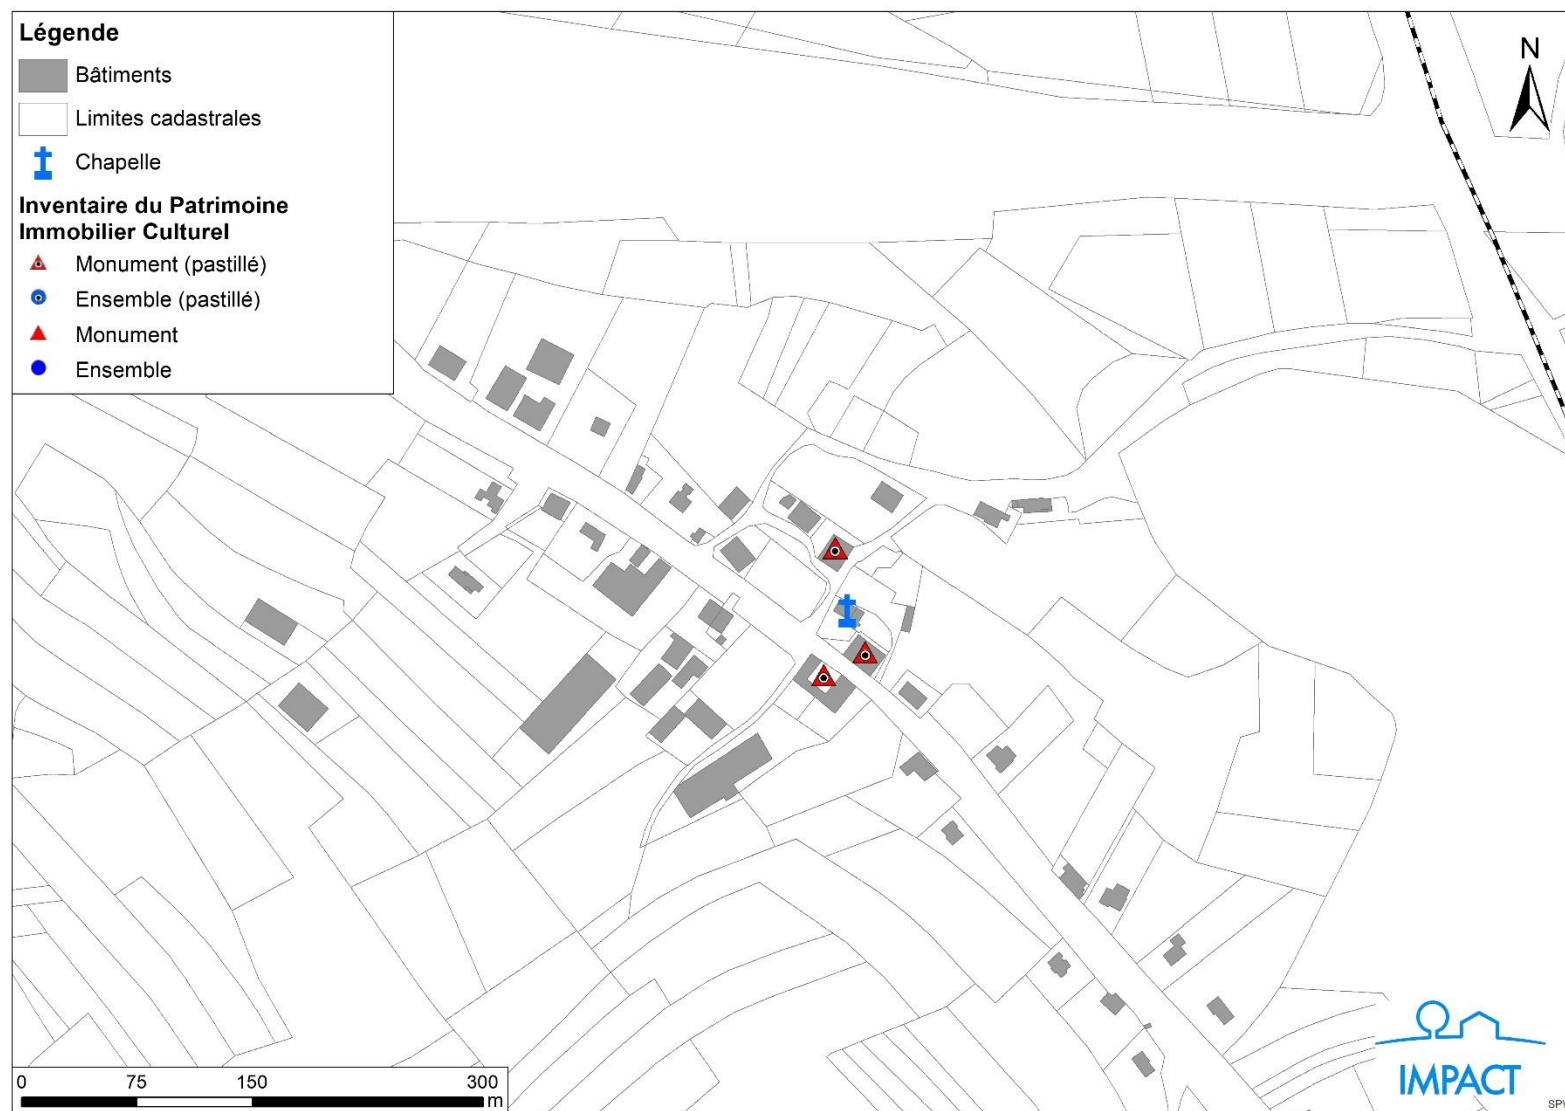 Légende
Bâtiments
Limites cadastrales
Chapelle
Inventaire du Patrimoine
Immobilier Culturel
Monument (pastillé)
Ensemble (pastillé)
Monument
Ensemble
N
0 75 150 300
m
IMPACT